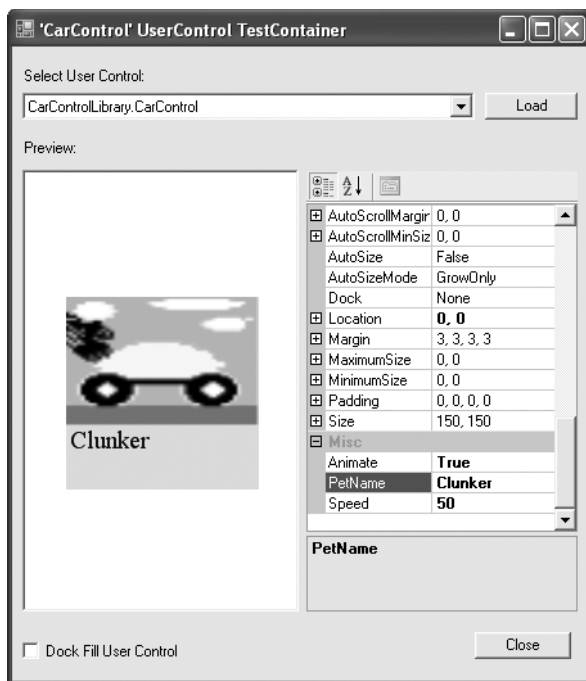 'CarControl' UserControl TestContainer
Select User Control:
CarControlLibrary.CarControl
Load
Preview:
AutoScrollMargin 0, 0
AutoScrollMinSiz 0, 0
AutoSize False
AutoSizeMode GrowOnly
Dock None
Location 0, 0
Margin 3, 3, 3, 3
MaximumSize 0, 0
MinimumSize 0, 0
Padding 0, 0, 0, 0
Size 150, 150
Misc
Animate True
PetName Clunker
Speed 50
Clunker
PetName
Dock Fill User Control
Close